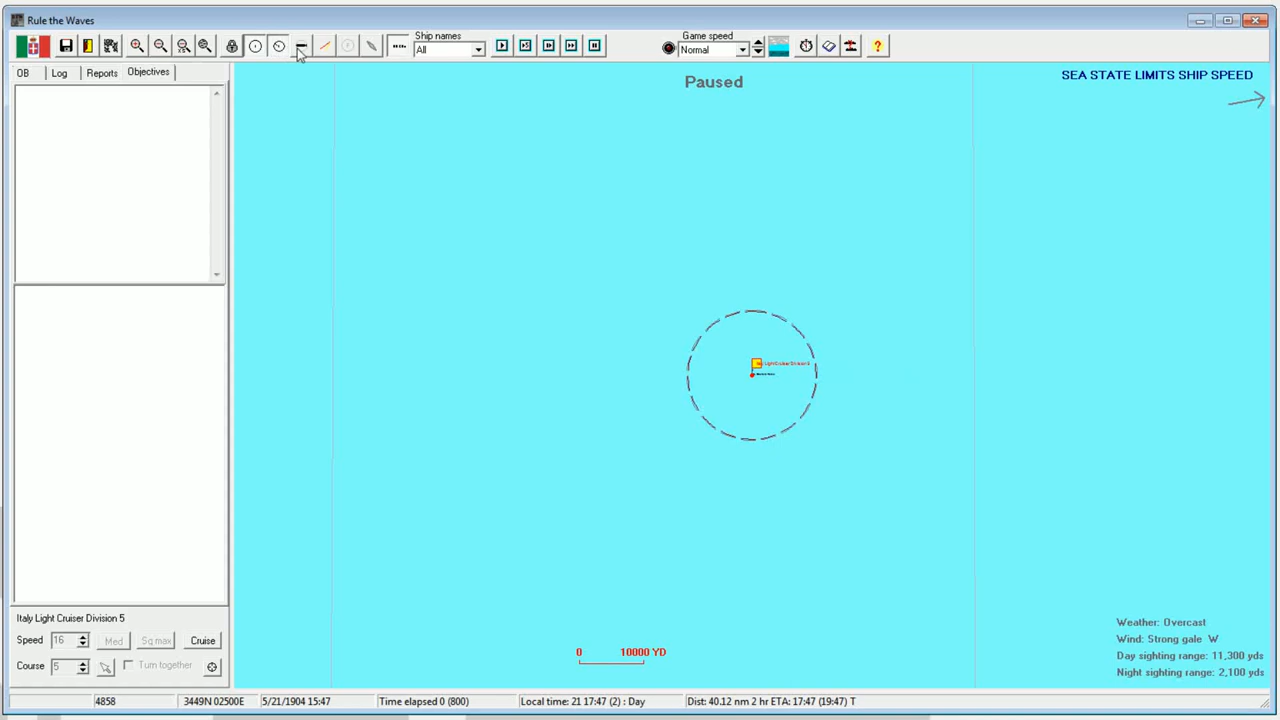 Rule the Waves
Ship names
All
Game speed
Normal
OB Log Reports Objectives
Paused
SEA STATE LIMITS SHIP SPEED
Light Cruiser Division 5
Italy Light Cruiser Division 5
Speed 16 Med Sq max Cruise
Course 5 Turn together
0 10000 YD
Weather: Overcast
Wind: Strong gale W
Day sighting range: 11,300 yds
Night sighting range: 2,100 yds
4858 3449N 02500E 5/21/1904 15:47 Time elapsed 0 (800) Local time: 21 17:47 (2) : Day Dist: 40.12 nm 2 hr ETA: 17:47 (19:47) T